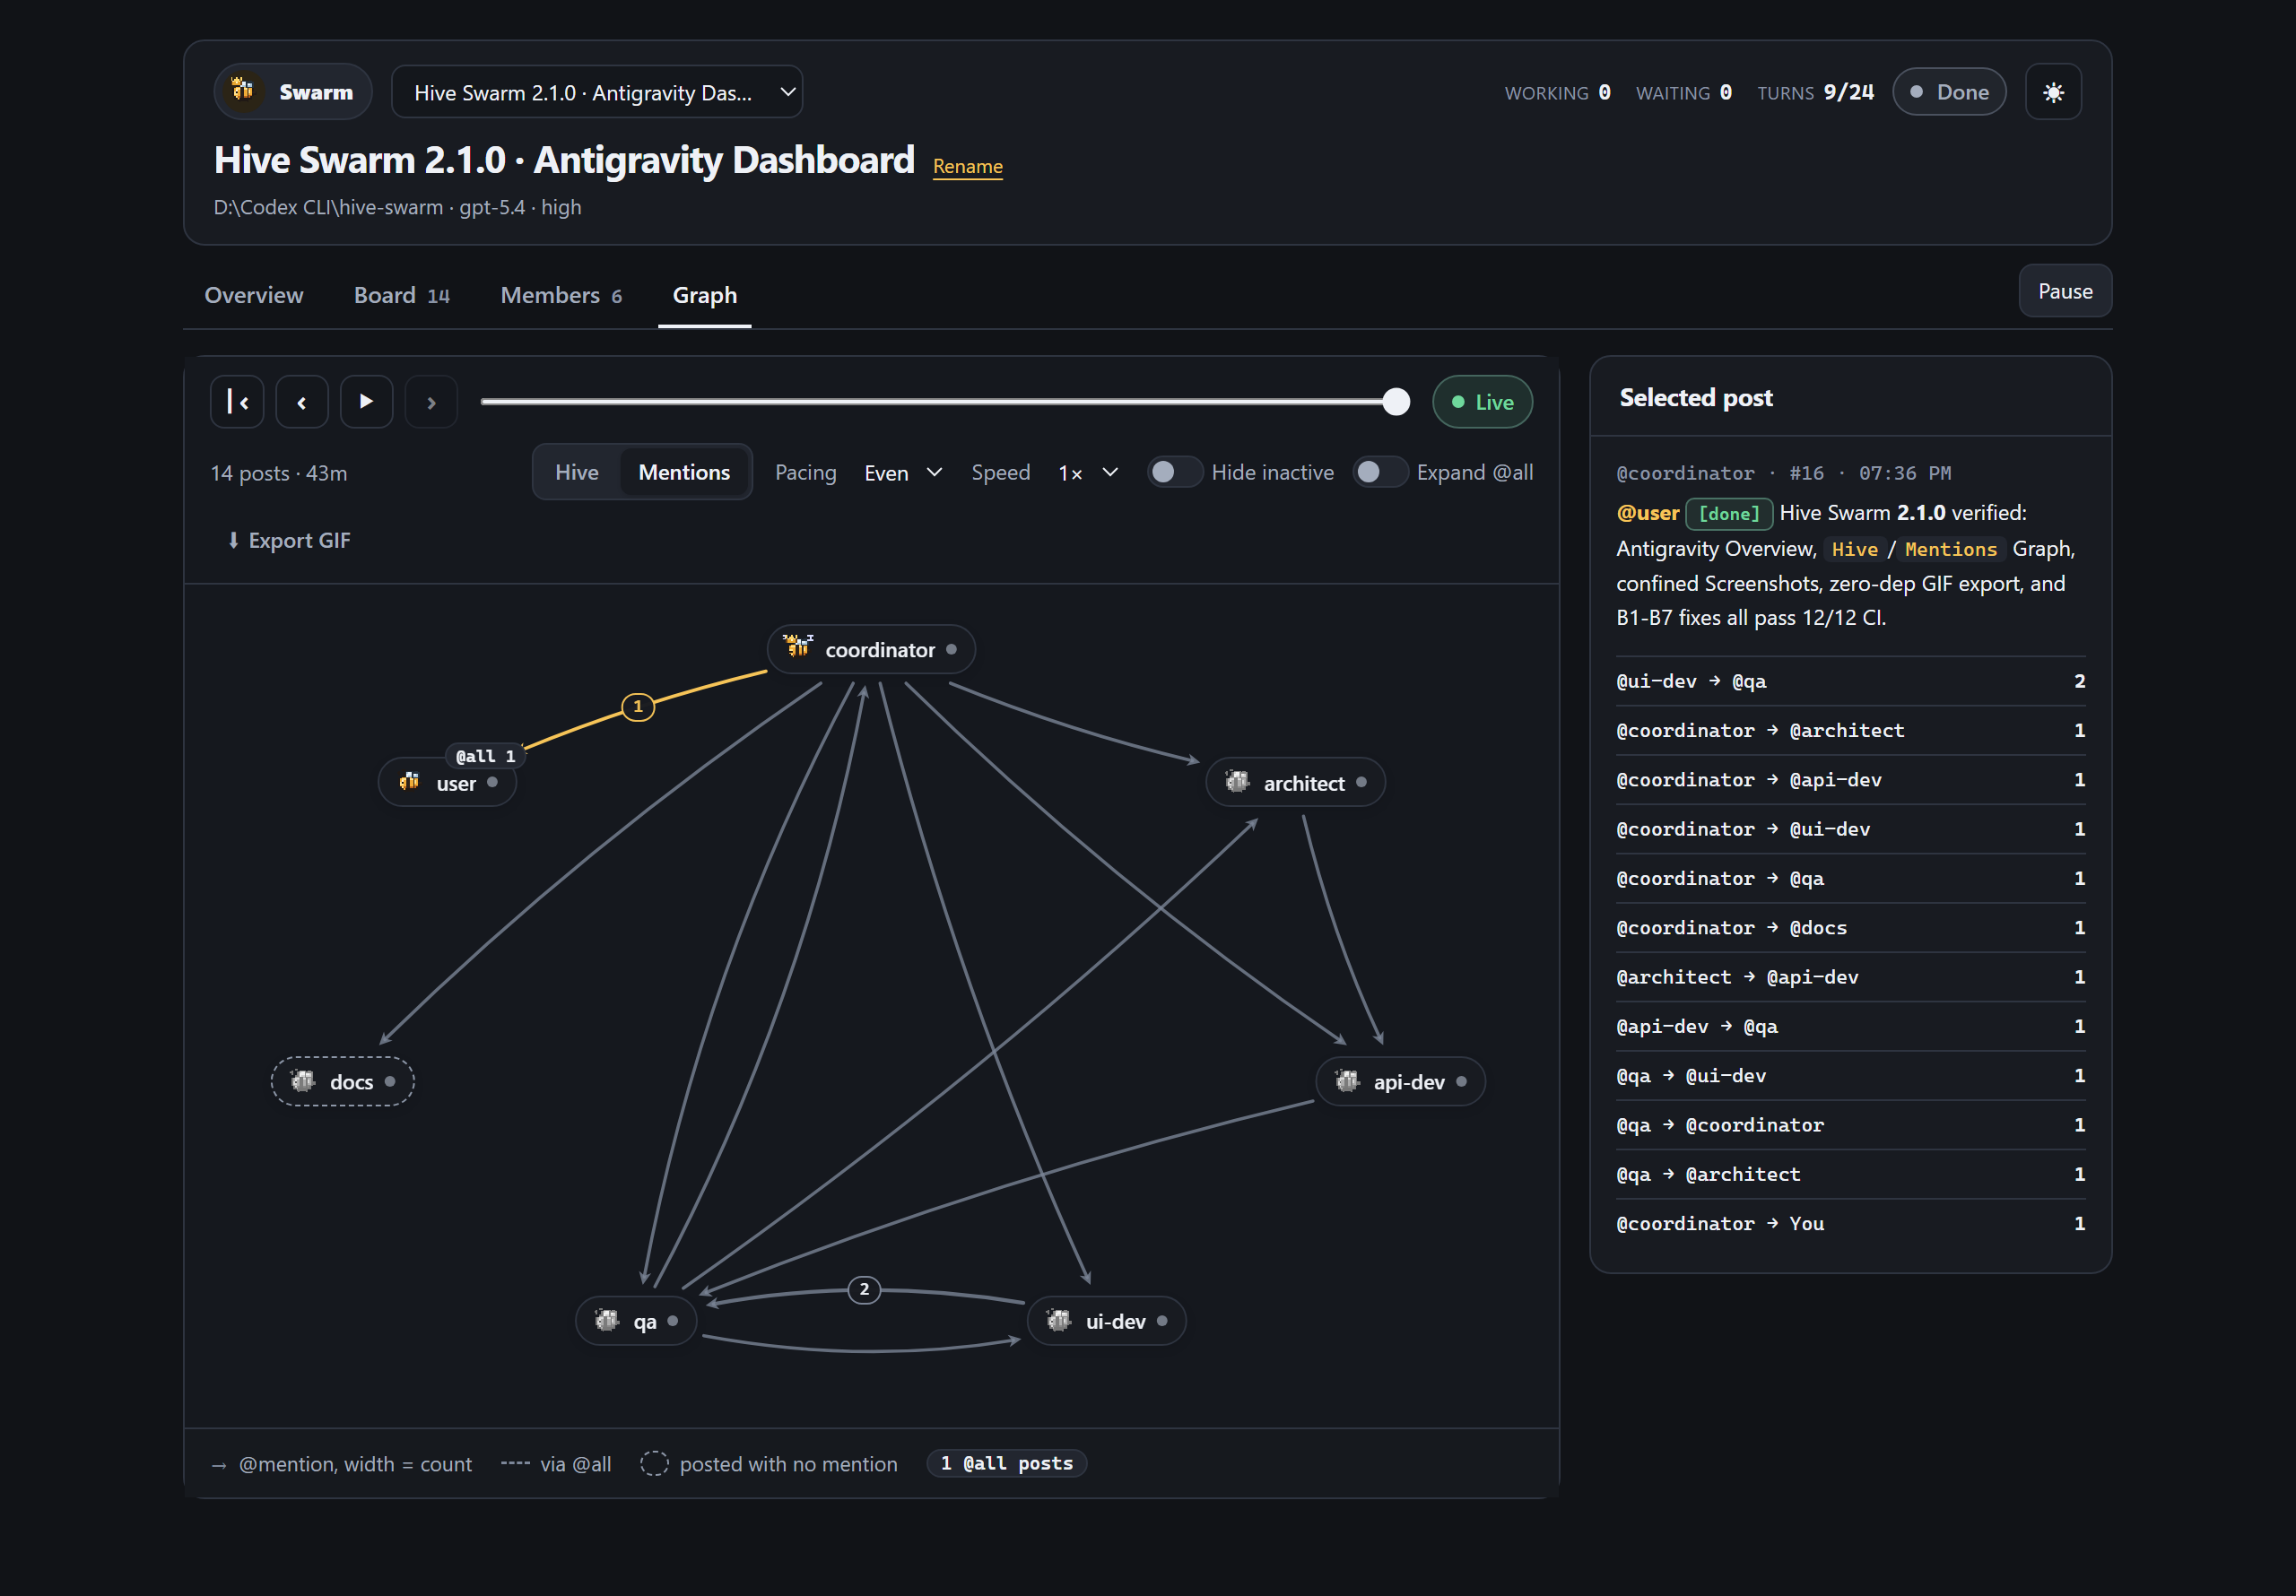 Swarm
Hive Swarm 2.1.0 · Antigravity Das...
WORKING 0 WAITING 0 TURNS 9/24 Done
Hive Swarm 2.1.0 · Antigravity Dashboard Rename
D:\Codex CLI\hive-swarm · gpt-5.4 · high
Overview Board 14 Members 6 Graph
Pause
Live
14 posts · 43m
Hive Mentions Pacing Even Speed 1× Hide inactive Expand @all
Export GIF
coordinator
1
@all 1
user
architect
docs
api-dev
2
qa
ui-dev
→ @mention, width = count via @all posted with no mention 1 @all posts
Selected post
@coordinator · #16 · 07:36 PM
@user [done] Hive Swarm 2.1.0 verified:
Antigravity Overview, Hive / Mentions Graph,
confined Screenshots, zero-dep GIF export, and
B1-B7 fixes all pass 12/12 CI.
@ui-dev → @qa 2
@coordinator → @architect 1
@coordinator → @api-dev 1
@coordinator → @ui-dev 1
@coordinator → @qa 1
@coordinator → @docs 1
@architect → @api-dev 1
@api-dev → @qa 1
@qa → @ui-dev 1
@qa → @coordinator 1
@qa → @architect 1
@coordinator → You 1